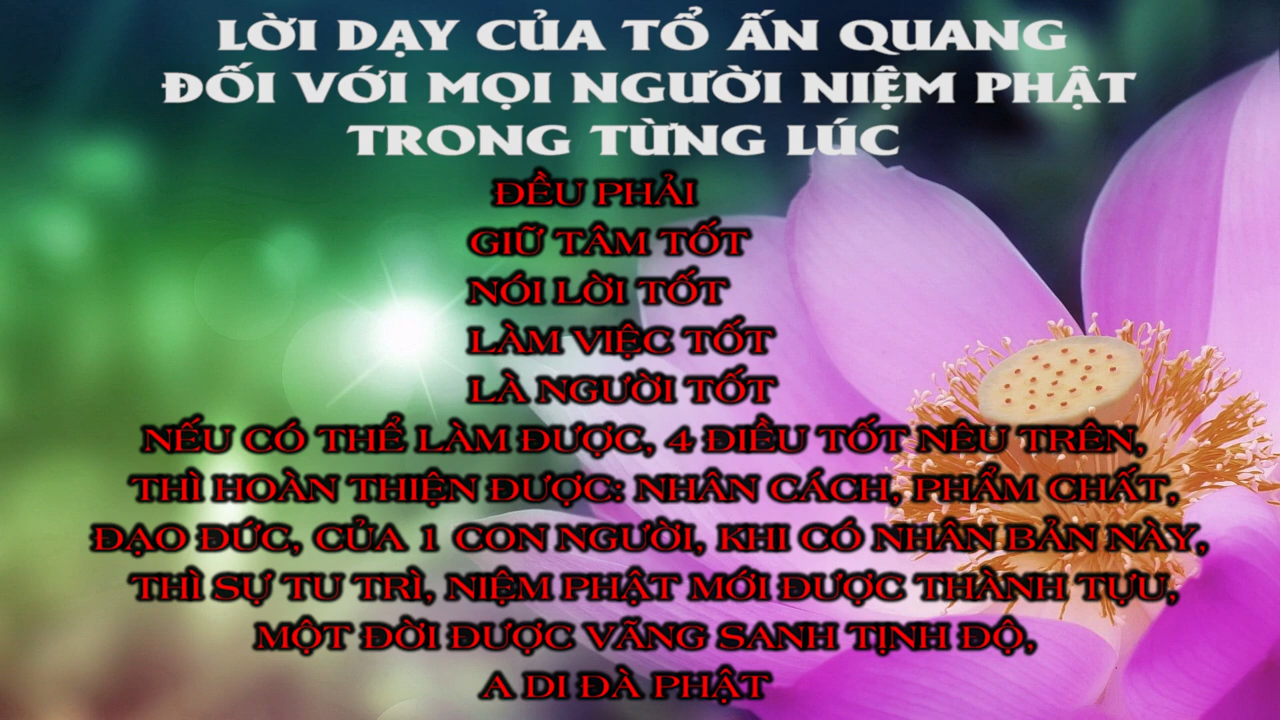 LỜI DẠY CỦA TỔ ẤN QUANG
ĐỐI VỚI MỌI NGƯỜI NIỆM PHẬT
TRONG TỪNG LÚC
ĐỀU PHẢI
GIỮ TÂM TỐT
NÓI LỜI TỐT
LÀM VIỆC TỐT
LÀ NGƯỜI TỐT
NẾU CÓ THỂ LÀM ĐƯỢC, 4 ĐIỀU TỐT NÊU TRÊN,
THÌ HOÀN THIỆN ĐƯỢC: NHÂN CÁCH, PHẨM CHẤT,
ĐẠO ĐỨC, CỦA 1 CON NGƯỜI, KHI CÓ NHÂN BẢN NÀY,
THÌ SỰ TU TRÌ, NIỆM PHẬT MỚI ĐƯỢC THÀNH TỰU,
MỘT ĐỜI ĐƯỢC VÃNG SANH TỊNH ĐỘ,
A DI ĐÀ PHẬT